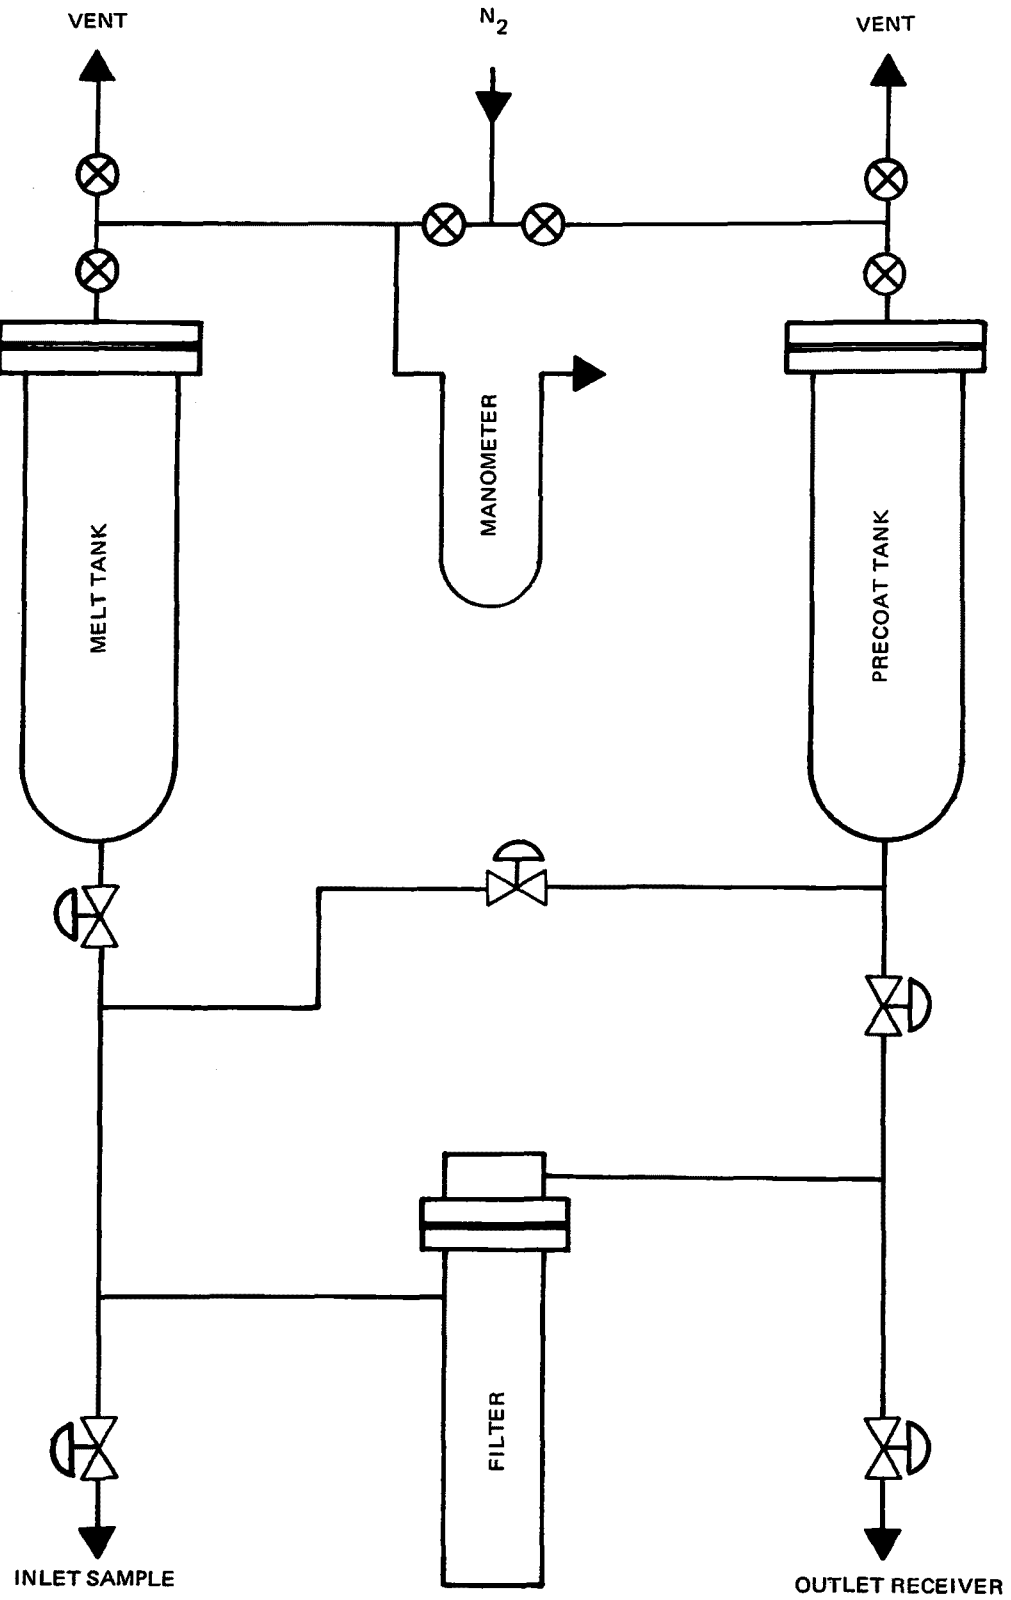 VENT
N2
VENT
MANOMETER
MELT TANK
PRECOAT TANK
FILTER
INLET SAMPLE
OUTLET RECEIVER